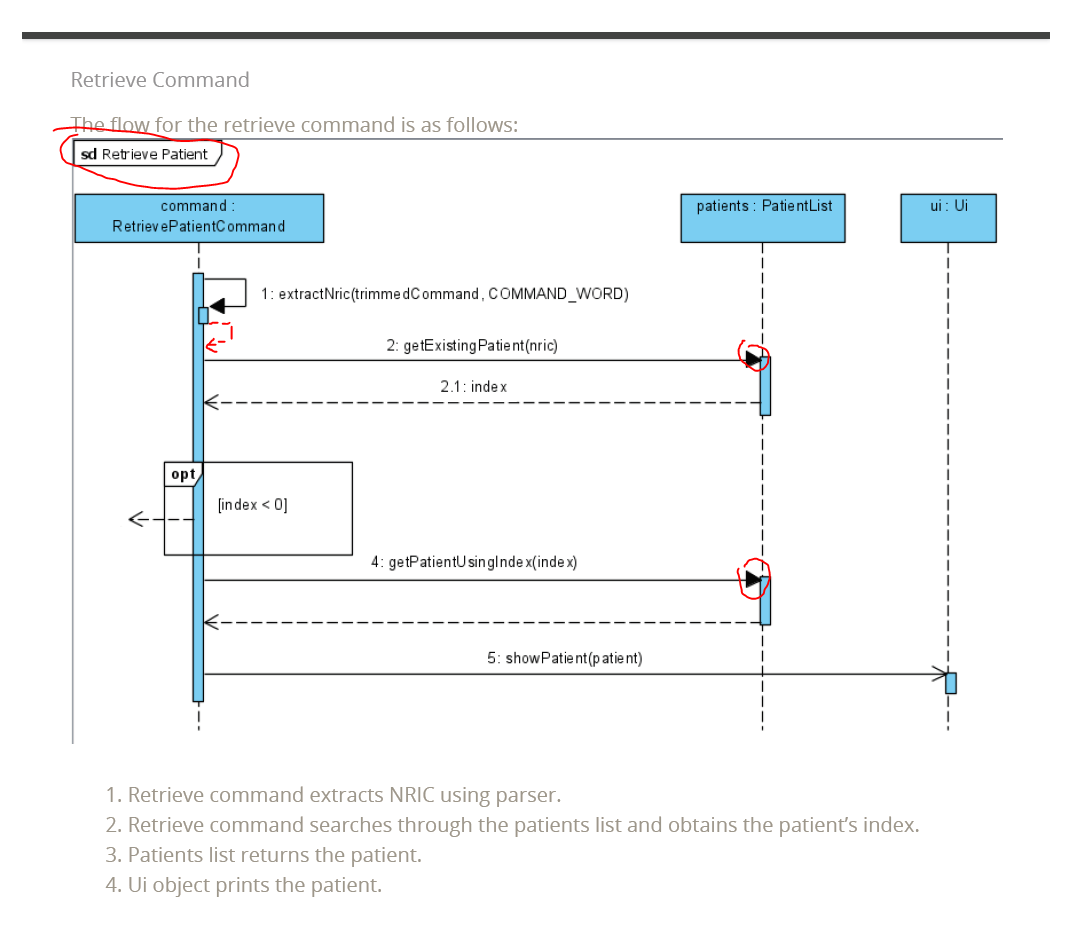 Retrieve Command
The flow for the retrieve command is as follows:
sd Retrieve Patient
command :
RetrievePatientCommand
patients : PatientList
ui : Ui
1: extractNric(trimmedCommand, COMMAND_WORD)
2: getExistingPatient(nric)
2.1: index
opt
[index < 0]
4: getPatientUsingIndex(index)
5: showPatient(patient)
1. Retrieve command extracts NRIC using parser.
2. Retrieve command searches through the patients list and obtains the patient’s index.
3. Patients list returns the patient.
4. Ui object prints the patient.